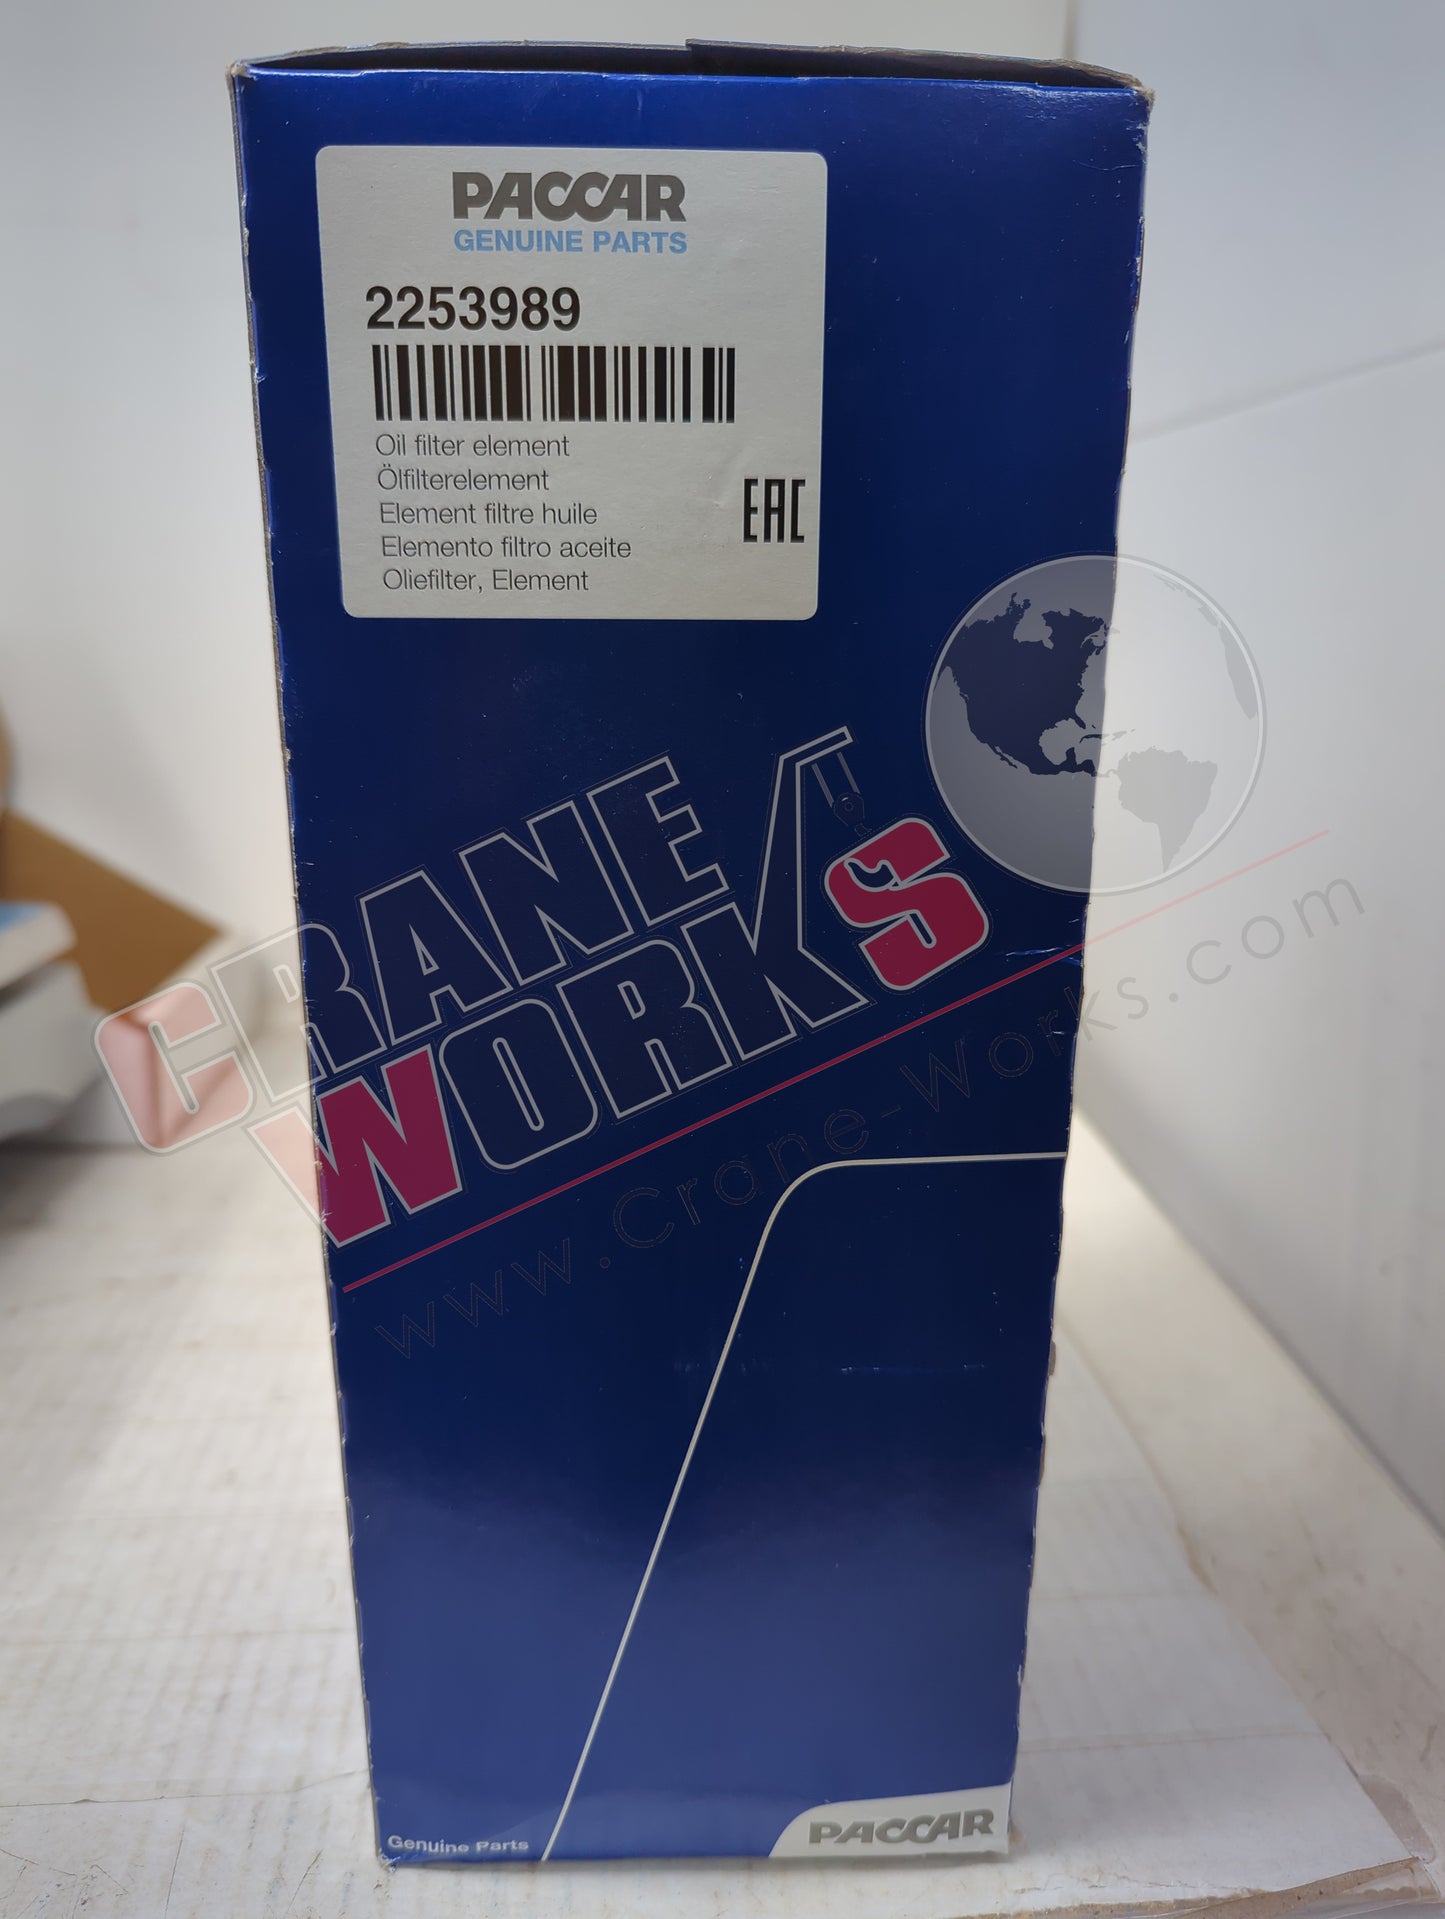 PACCAR
GENUINE PARTS
2253989
Oil filter element
Ölfilterelement
Element filtre huile
Elemento filtro aceite
Oliefilter, Element
EAC
CRANE
WORK'S
www.Crane-Works.com
Genuine Parts
PACCAR